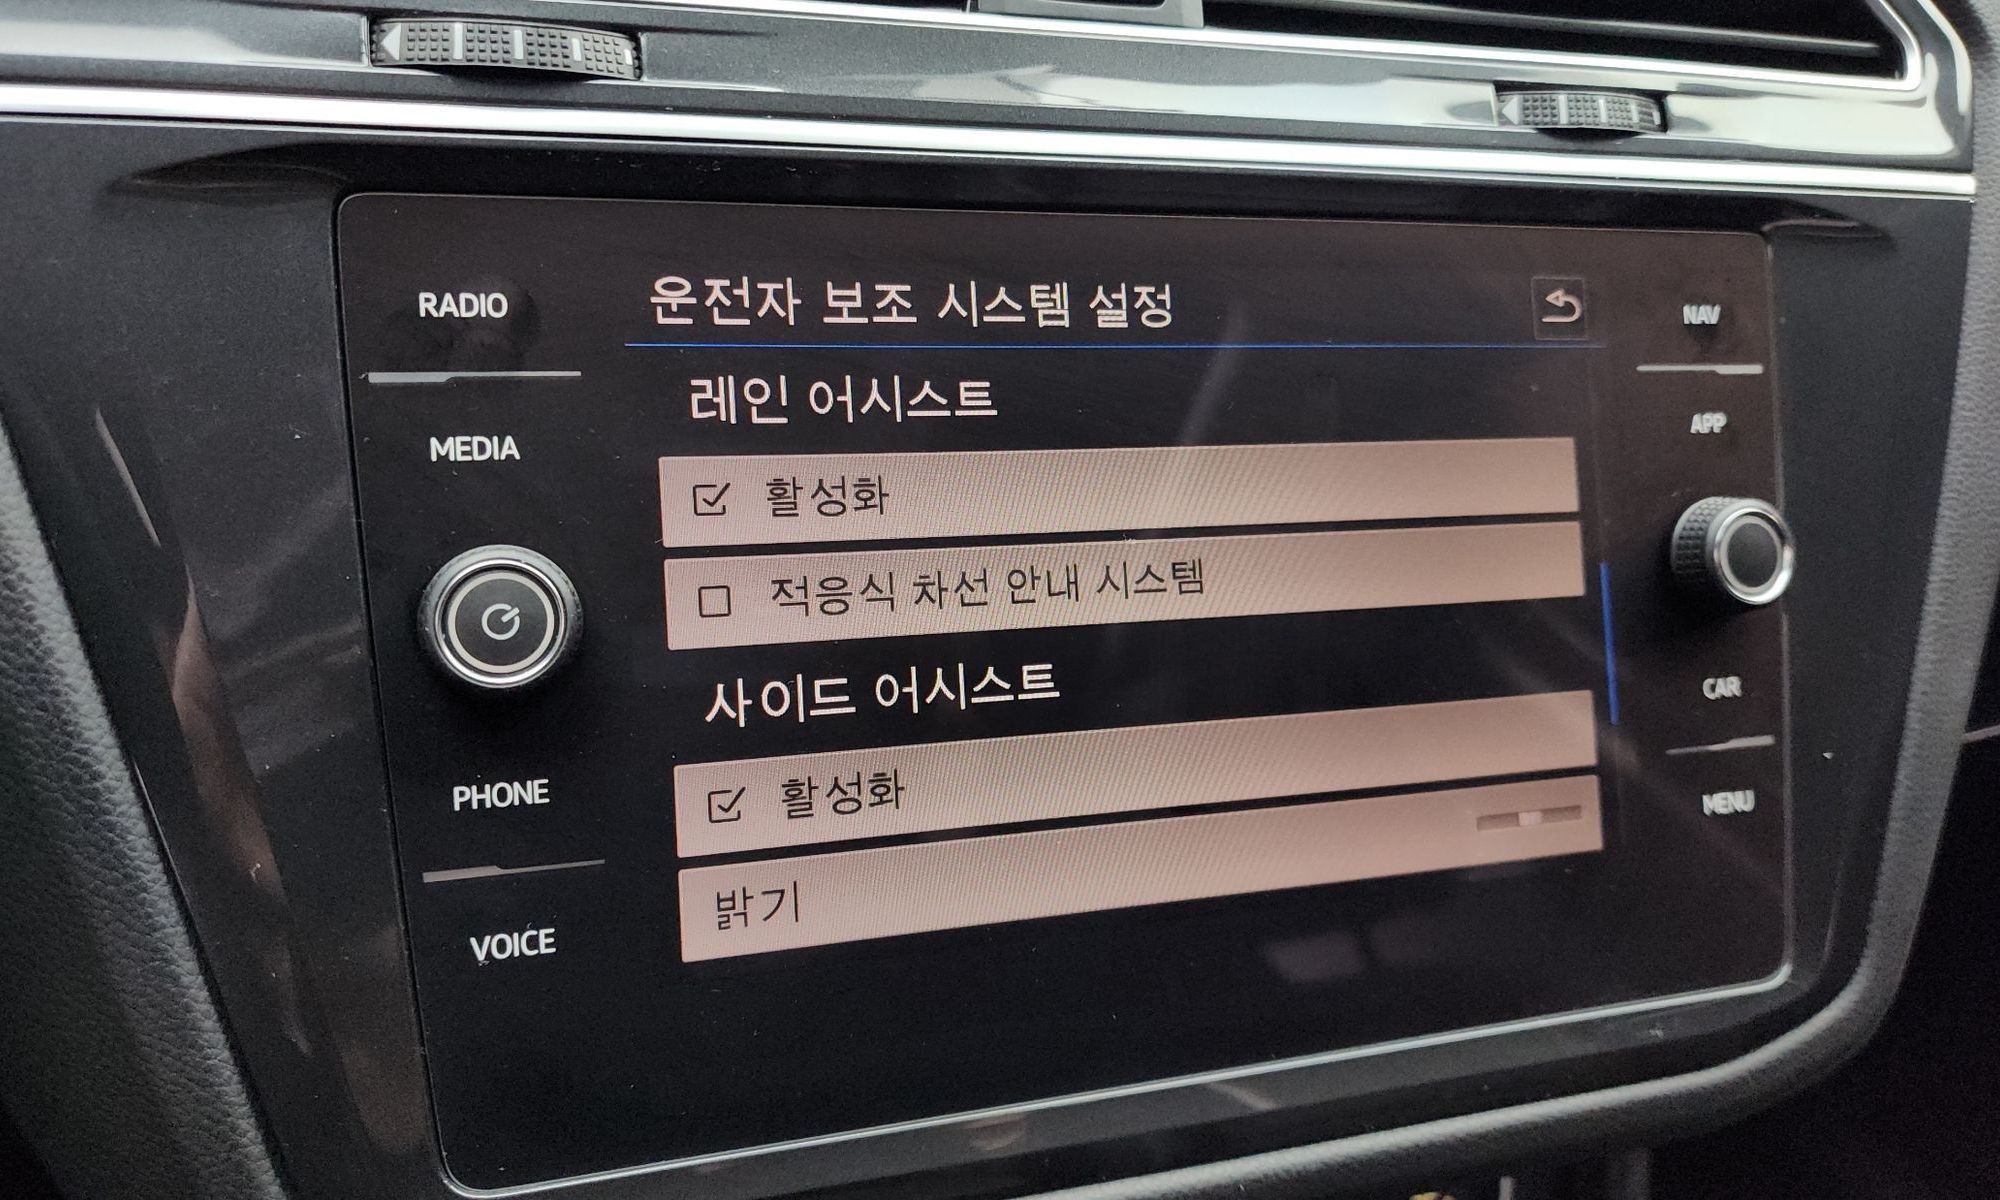 RADIO
MEDIA
PHONE
VOICE
운전자 보조 시스템 설정
레인 어시스트
활성화
적응식 차선 안내 시스템
사이드 어시스트
활성화
밝기
NAV
APP
CAR
MENU